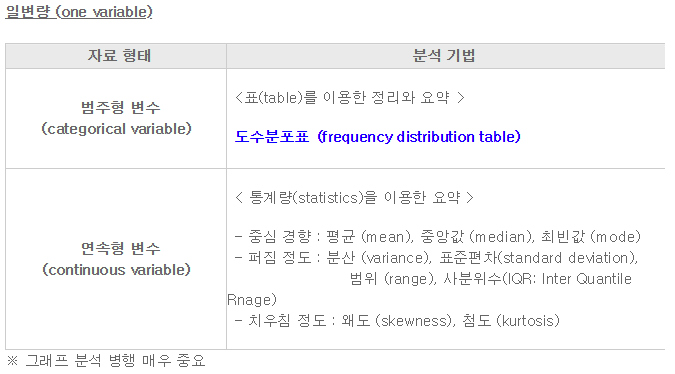 일변량 (one variable)
자료 형태
분석 기법
범주형 변수
(categorical variable)
<표(table)를 이용한 정리와 요약 >
도수분포표 (frequency distribution table)
연속형 변수
(continuous variable)
< 통계량(statistics)을 이용한 요약 >
- 중심 경향 : 평균 (mean), 중앙값 (median), 최빈값 (mode)
- 퍼짐 정도 : 분산 (variance), 표준편차(standard deviation),
범위 (range), 사분위수(IQR: Inter Quantile
Rnage)
- 치우침 정도 : 왜도 (skewness), 첨도 (kurtosis)
※ 그래프 분석 병행 매우 중요